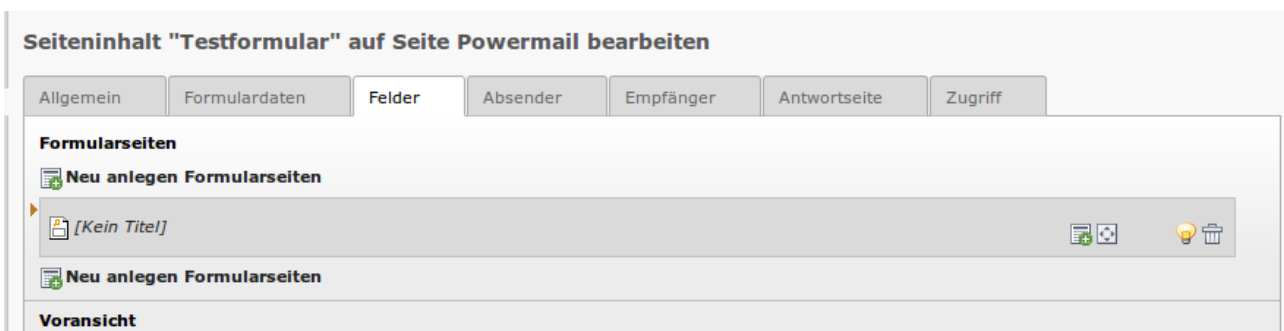 Seiteninhalt "Testformular" auf Seite Powermail bearbeiten
Allgemein Formulardaten Felder Absender Empfänger Antwortseite Zugriff
Formularseiten
Neu anlegen Formularseiten
[Kein Titel]
Neu anlegen Formularseiten
Voransicht